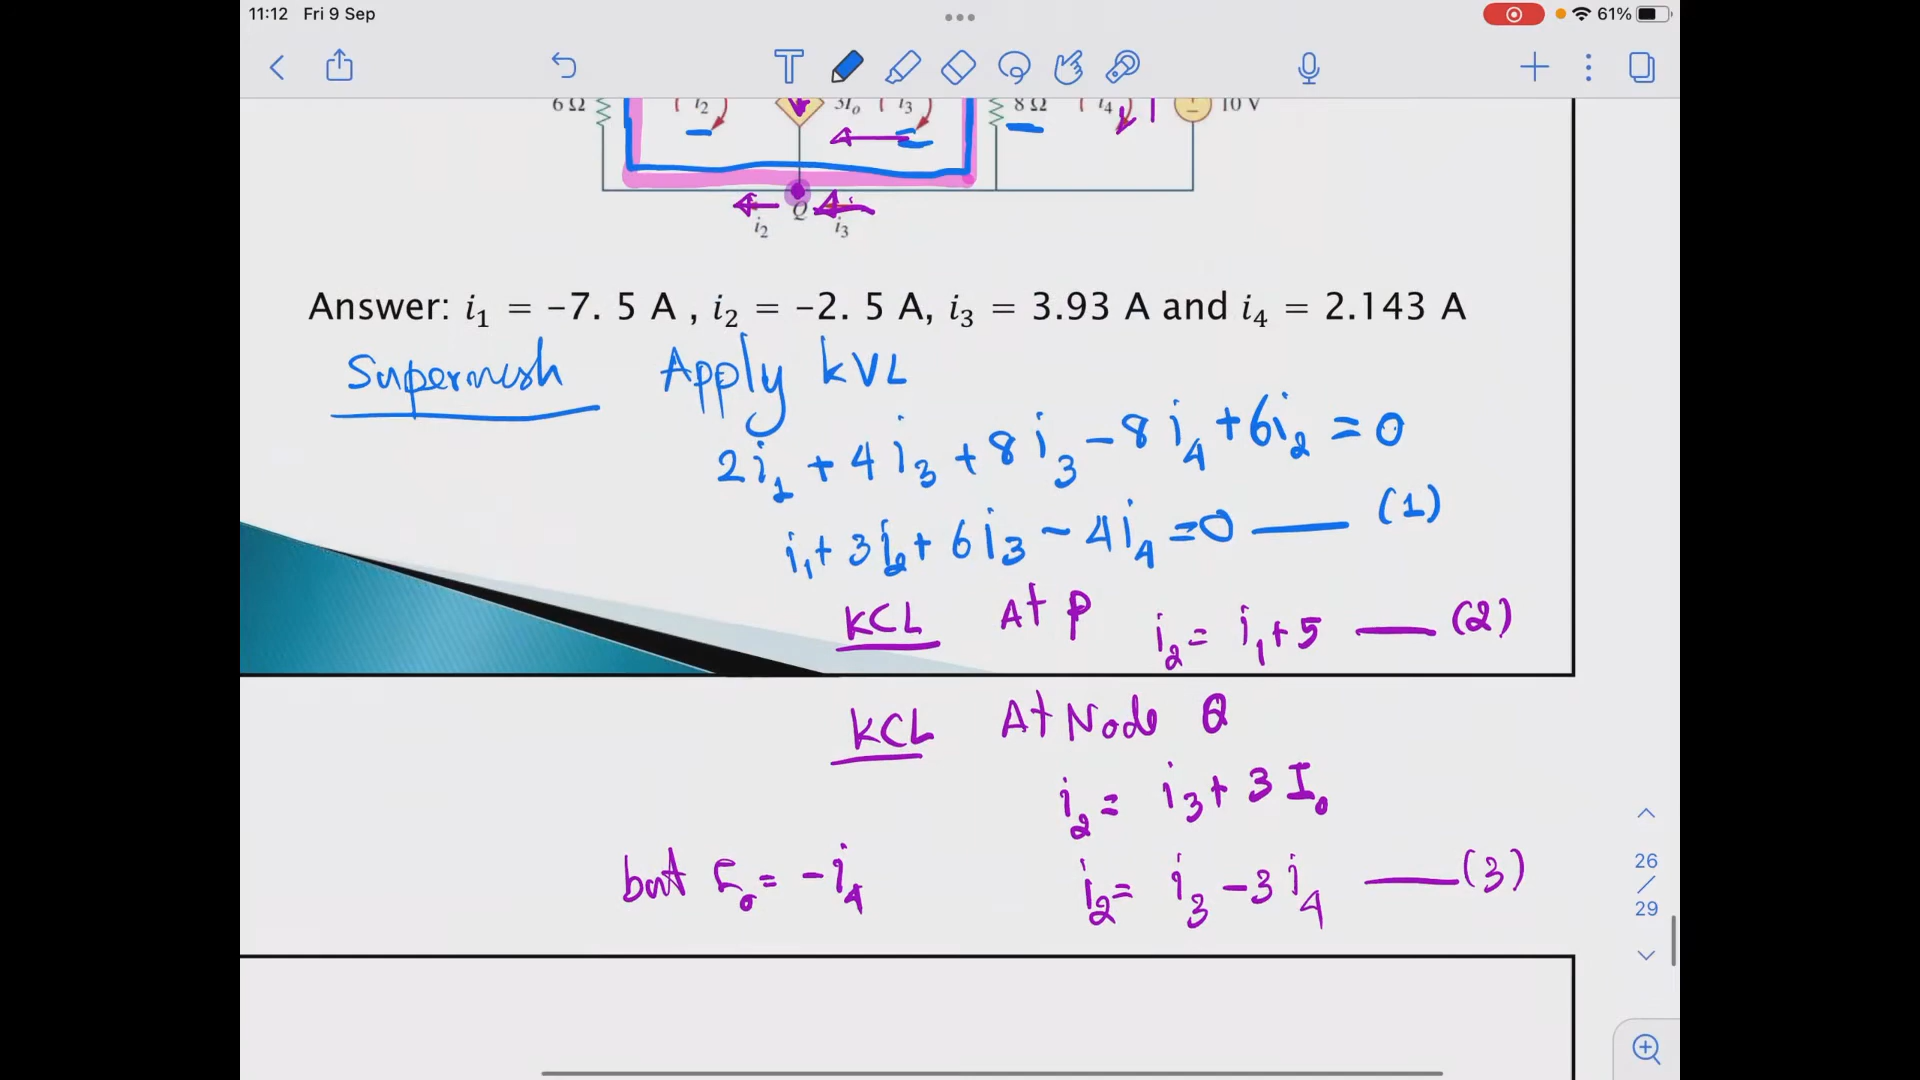 11:12 Fri 9 Sep
61%
T
6 Ω i₂ 3I₀ i₃ 8 Ω i₄ 10 V
Q
i₂ i₃
Answer: i₁ = −7. 5 A , i₂ = −2. 5 A, i₃ = 3.93 A and i₄ = 2.143 A
Supermesh Apply KVL
2i₁ + 4i₃ + 8i₃ − 8i₄ + 6i₂ = 0
i₁ + 3i₂ + 6i₃ − 4i₄ = 0 —— (1)
KCL At P i₂ = i₁ + 5 —— (2)
KCL At Node Q
i₂ = i₃ + 3 I₀
but I₀ = −i₄ i₂ = i₃ − 3i₄ —— (3)
26
/
29